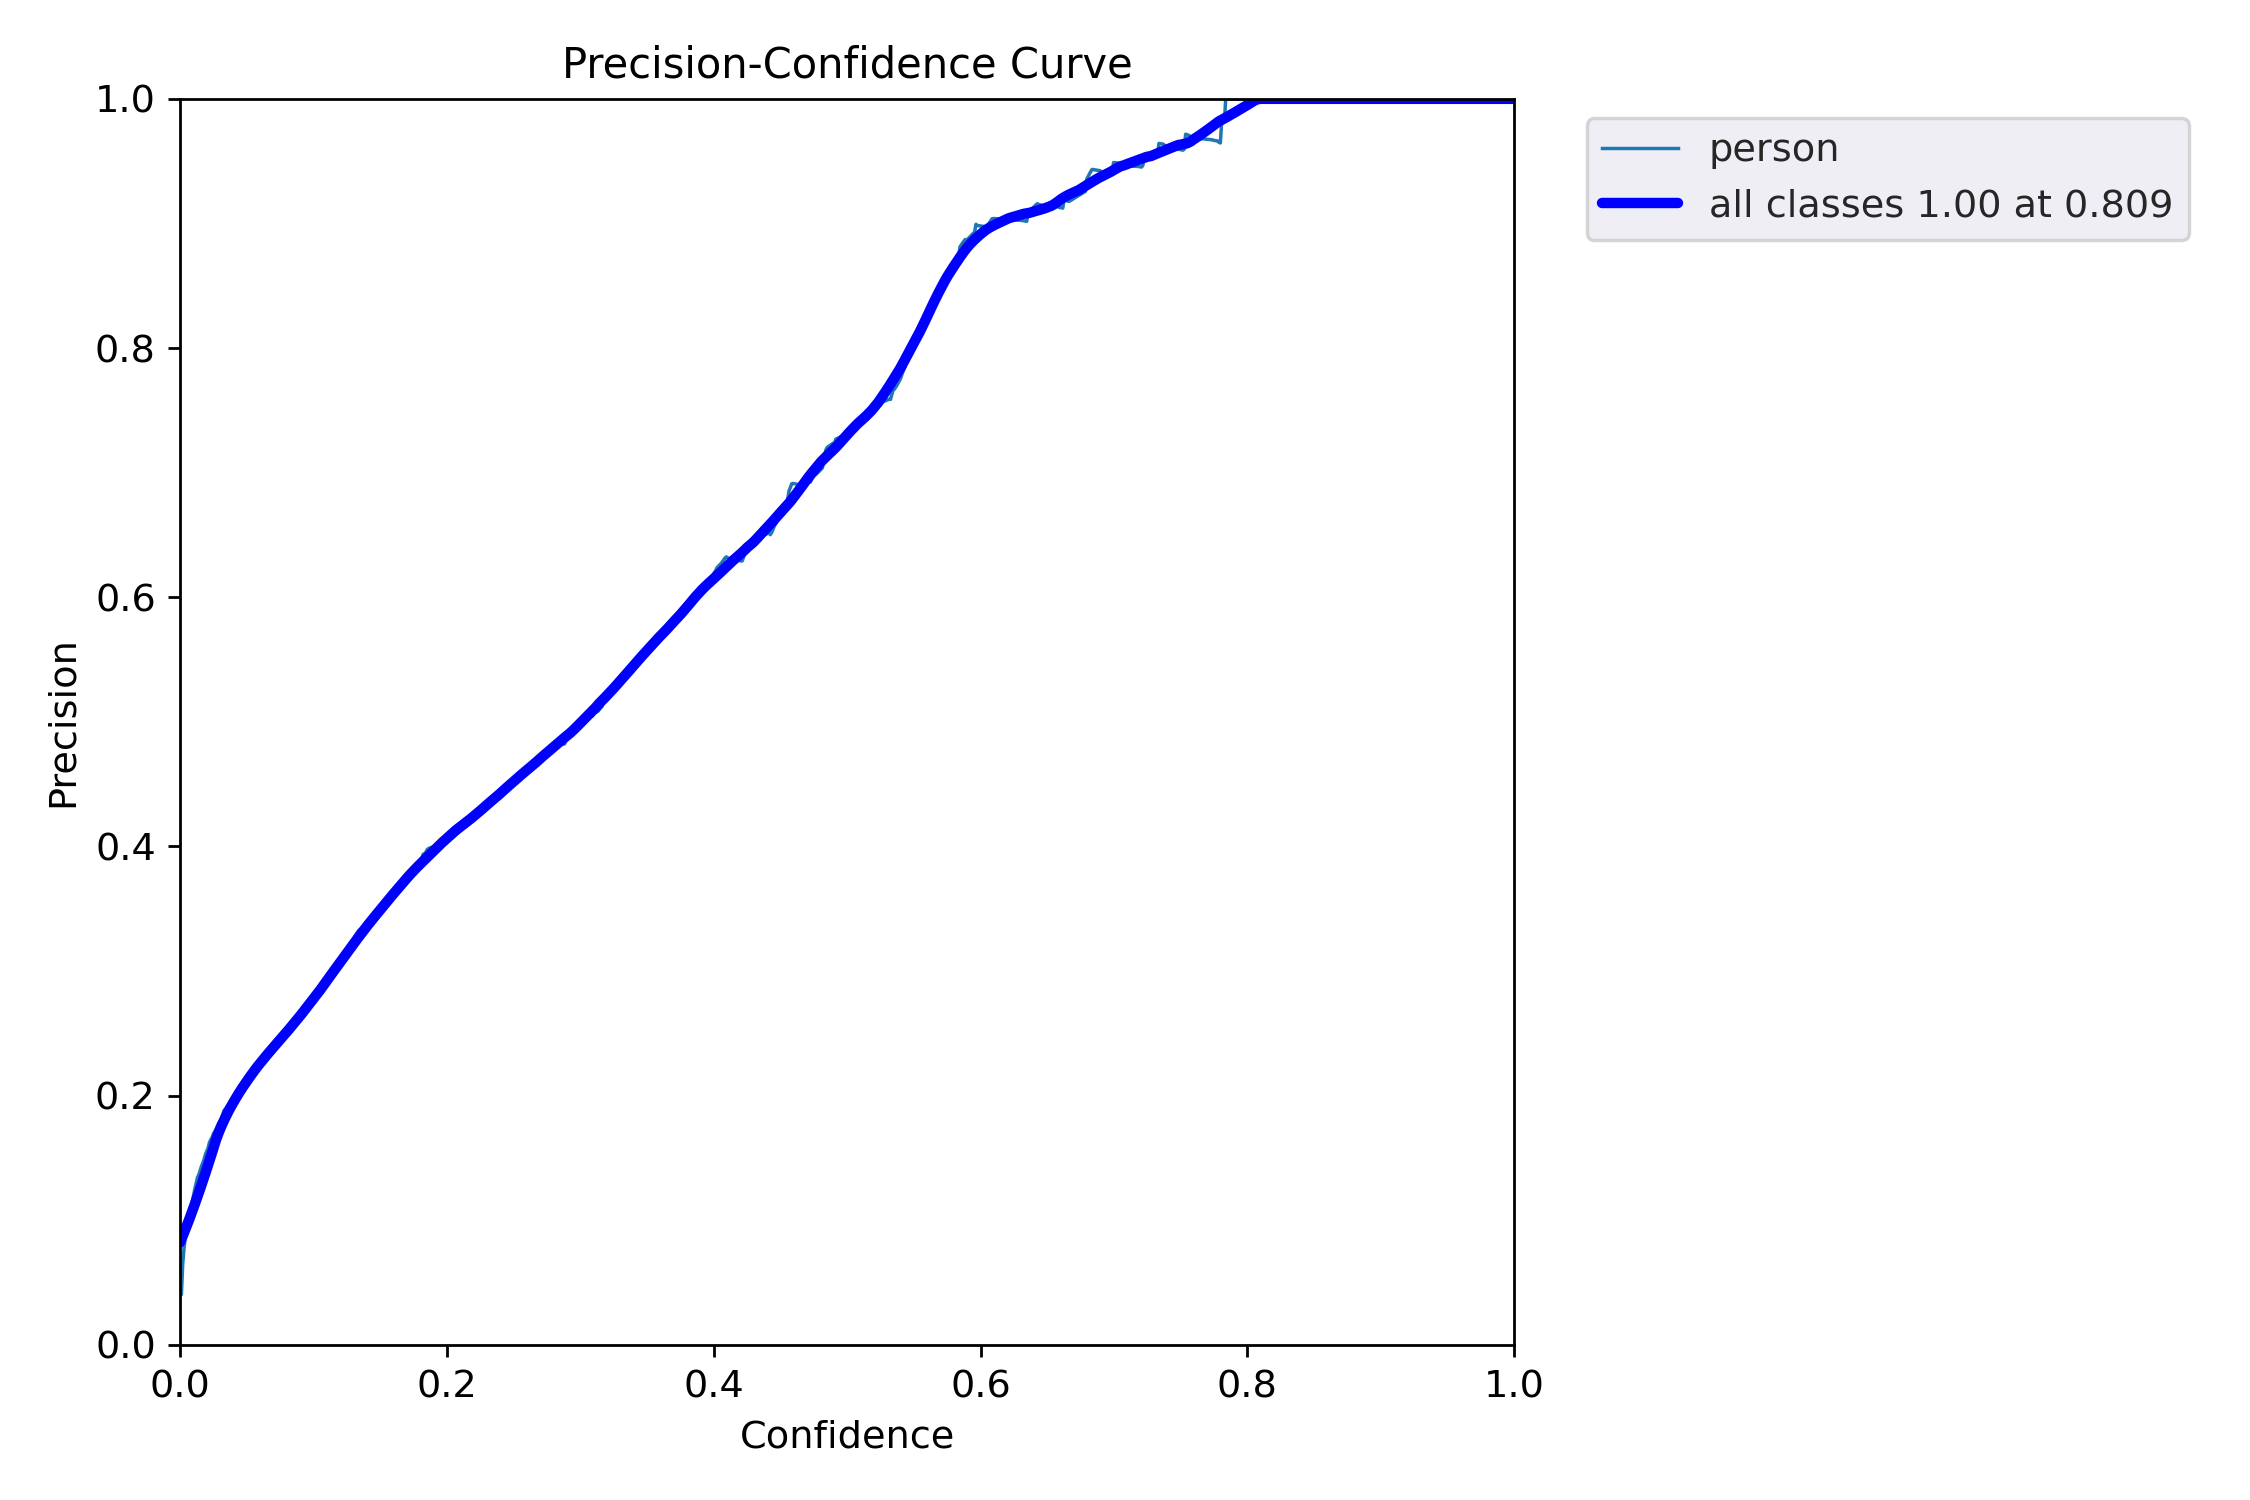 Precision-Confidence Curve
person
all classes 1.00 at 0.809
Precision
1.0
0.8
0.6
0.4
0.2
0.0
0.0 0.2 0.4 0.6 0.8 1.0
Confidence